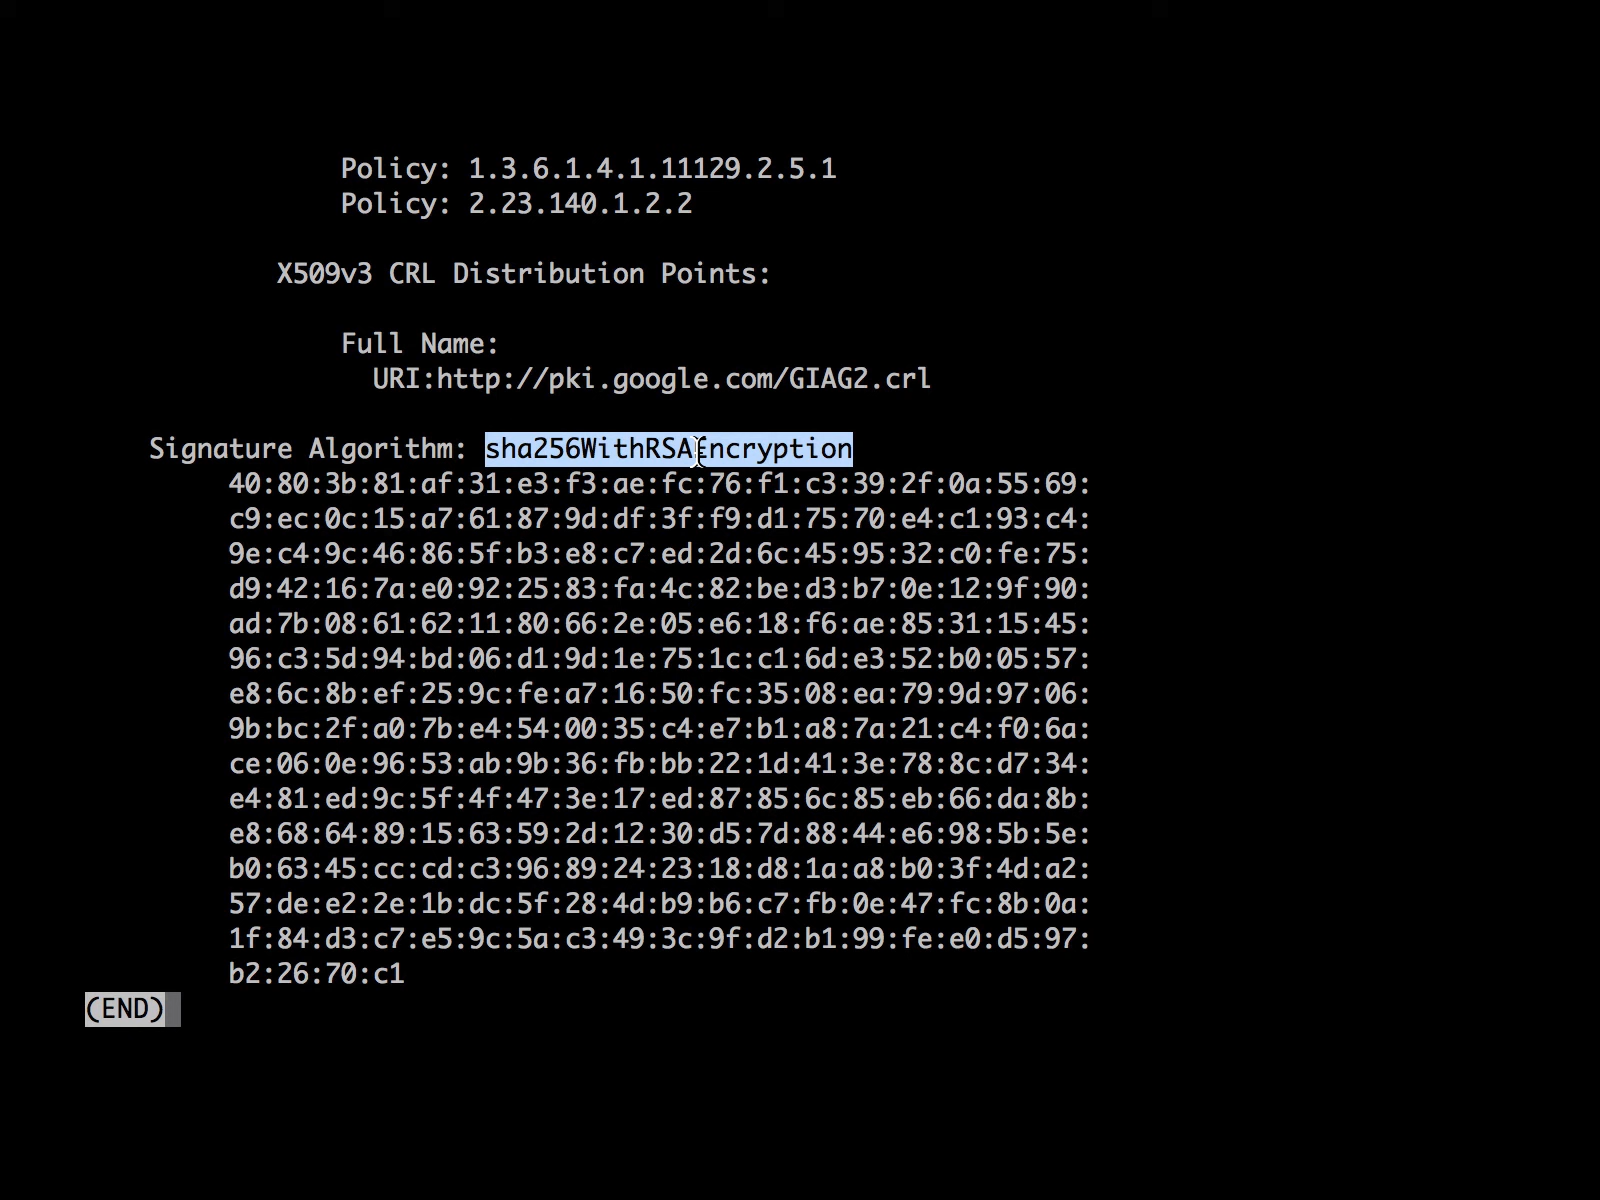 Policy: 1.3.6.1.4.1.11129.2.5.1
Policy: 2.23.140.1.2.2
X509v3 CRL Distribution Points:
Full Name:
URI:http://pki.google.com/GIAG2.crl
Signature Algorithm: sha256WithRSAEncryption
40:80:3b:81:af:31:e3:f3:ae:fc:76:f1:c3:39:2f:0a:55:69:
c9:ec:0c:15:a7:61:87:9d:df:3f:f9:d1:75:70:e4:c1:93:c4:
9e:c4:9c:46:86:5f:b3:e8:c7:ed:2d:6c:45:95:32:c0:fe:75:
d9:42:16:7a:e0:92:25:83:fa:4c:82:be:d3:b7:0e:12:9f:90:
ad:7b:08:61:62:11:80:66:2e:05:e6:18:f6:ae:85:31:15:45:
96:c3:5d:94:bd:06:d1:9d:1e:75:1c:c1:6d:e3:52:b0:05:57:
e8:6c:8b:ef:25:9c:fe:a7:16:50:fc:35:08:ea:79:9d:97:06:
9b:bc:2f:a0:7b:e4:54:00:35:c4:e7:b1:a8:7a:21:c4:f0:6a:
ce:06:0e:96:53:ab:9b:36:fb:bb:22:1d:41:3e:78:8c:d7:34:
e4:81:ed:9c:5f:4f:47:3e:17:ed:87:85:6c:85:eb:66:da:8b:
e8:68:64:89:15:63:59:2d:12:30:d5:7d:88:44:e6:98:5b:5e:
b0:63:45:cc:cd:c3:96:89:24:23:18:d8:1a:a8:b0:3f:4d:a2:
57:de:e2:2e:1b:dc:5f:28:4d:b9:b6:c7:fb:0e:47:fc:8b:0a:
1f:84:d3:c7:e5:9c:5a:c3:49:3c:9f:d2:b1:99:fe:e0:d5:97:
b2:26:70:c1
(END)